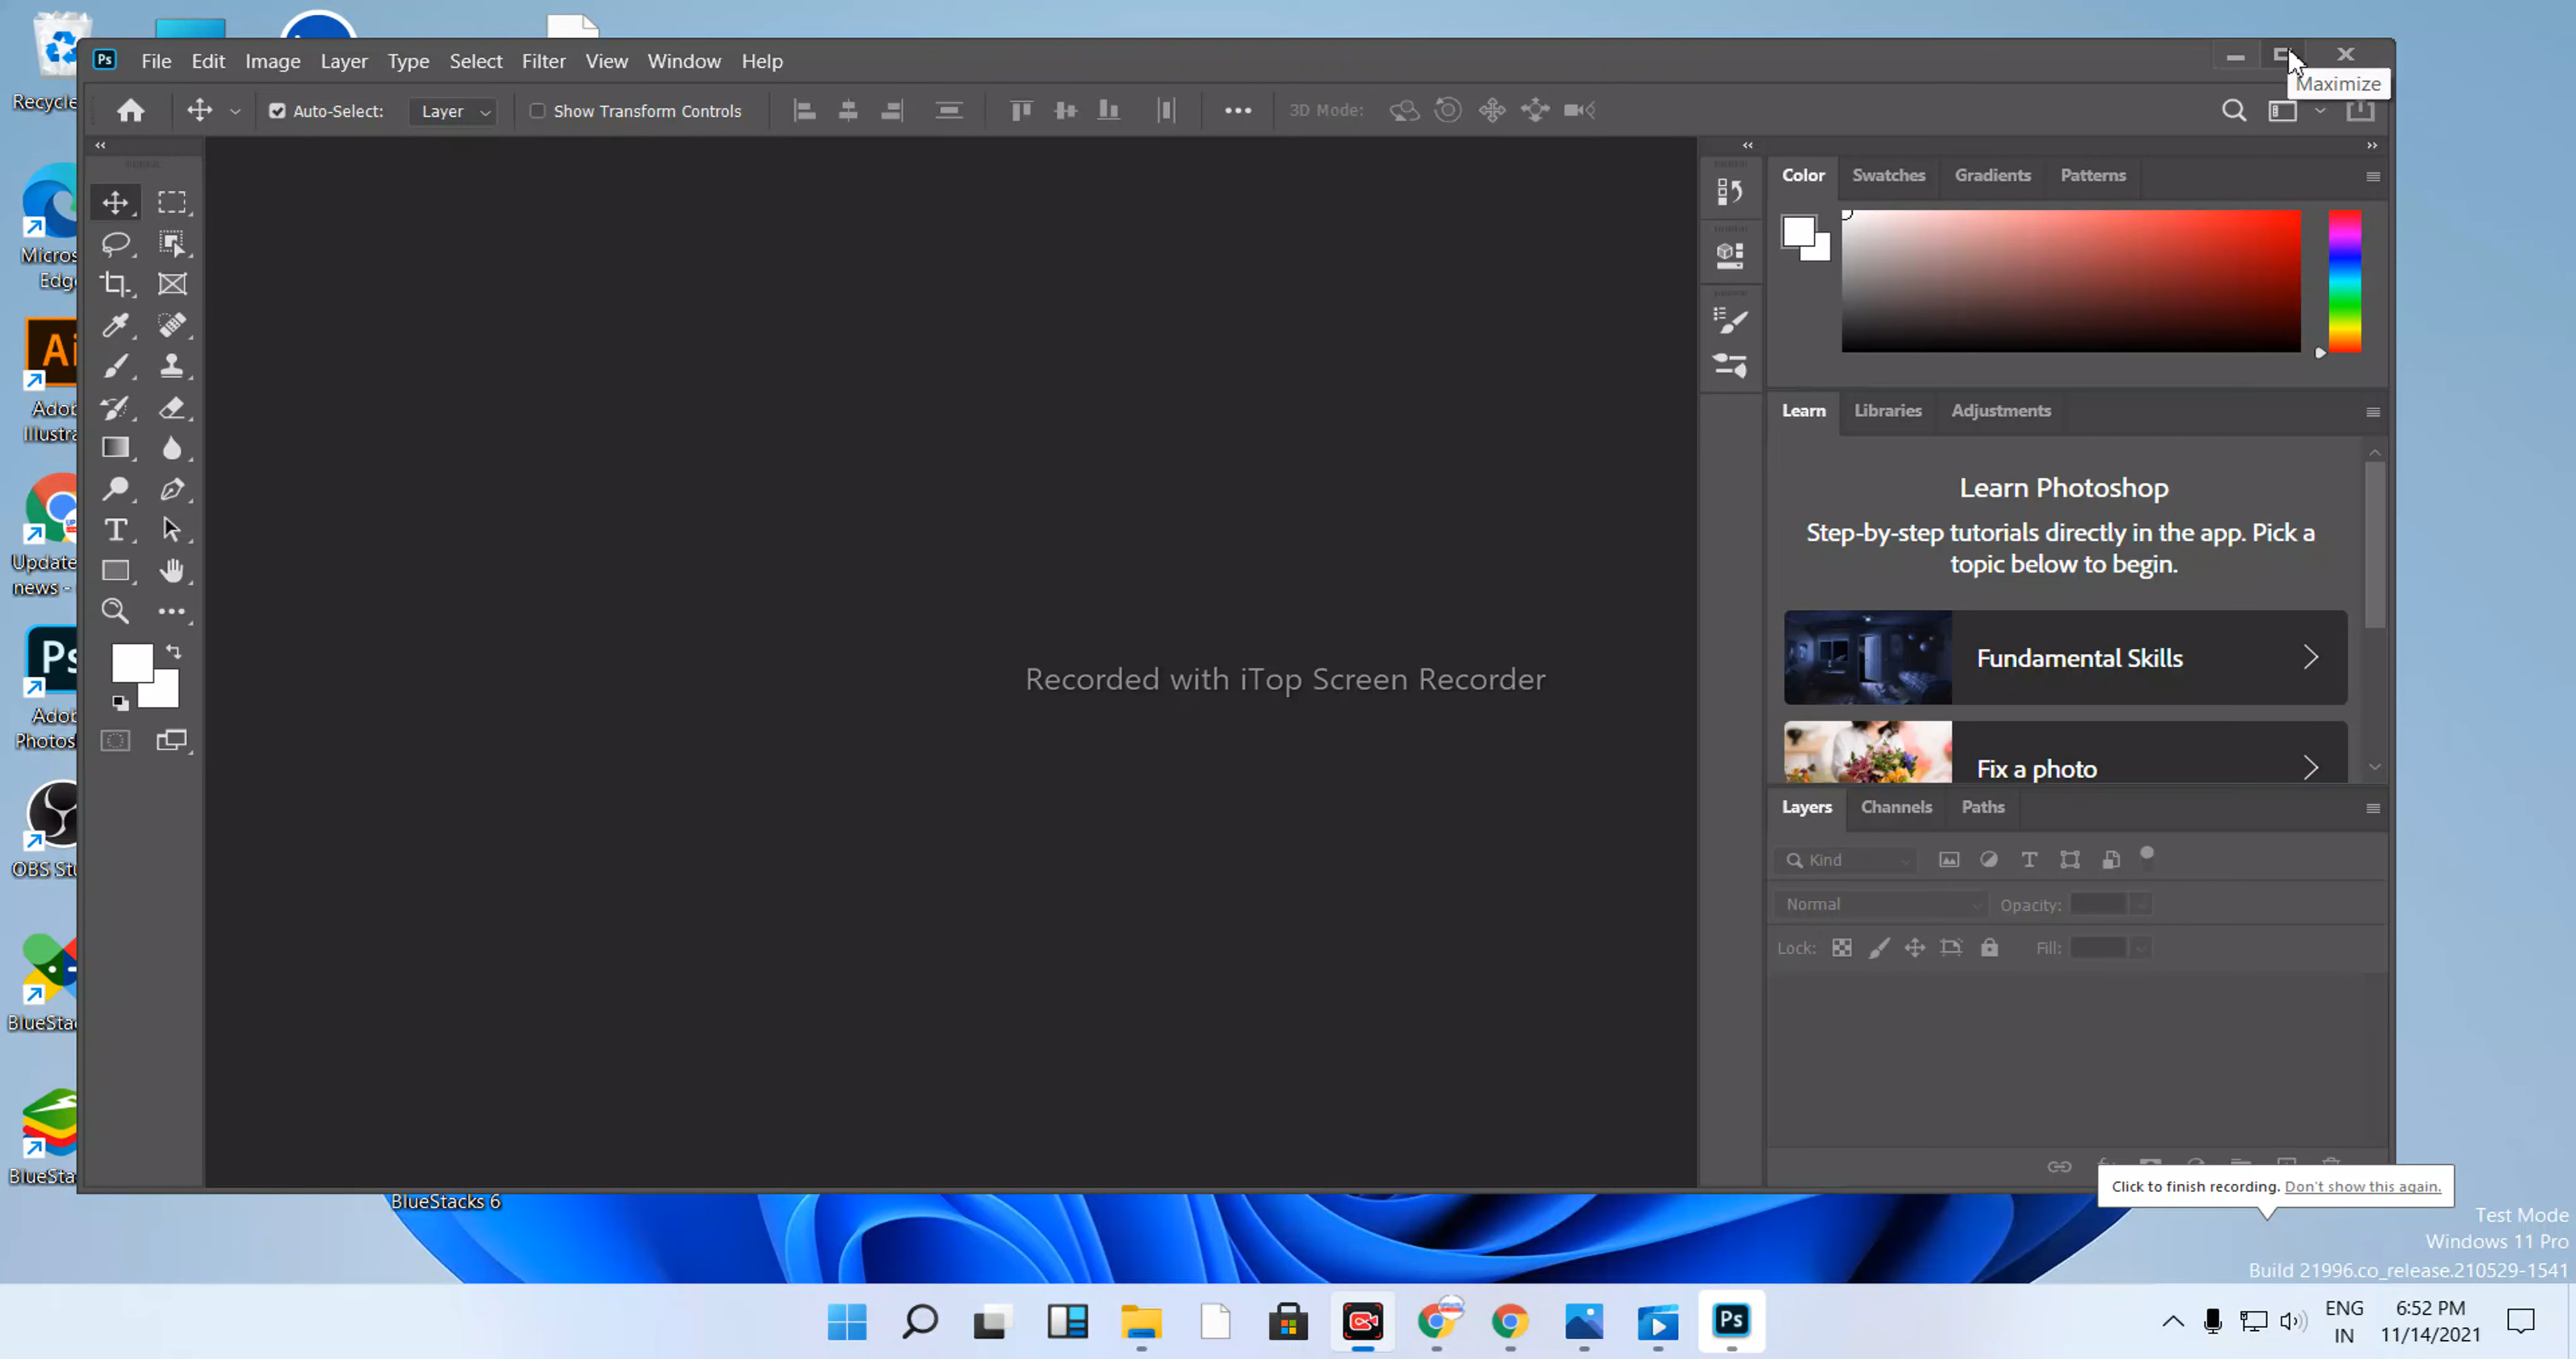 Recycle
Micros
Edge
Adob
Illustra
Update
news -
Adob
Photos
OBS Stu
BlueSta
BlueSta
BlueStacks 6
Ps
File Edit Image Layer Type Select Filter View Window Help
Maximize
Auto-Select: Layer Show Transform Controls 3D Mode:
Color Swatches Gradients Patterns
Learn Libraries Adjustments
Learn Photoshop
Step-by-step tutorials directly in the app. Pick a
topic below to begin.
Fundamental Skills
Fix a photo
Recorded with iTop Screen Recorder
Layers Channels Paths
Kind
Normal Opacity:
Lock: Fill:
Click to finish recording. Don't show this again.
Test Mode
Windows 11 Pro
Build 21996.co_release.210529-1541
Ps
ENG
IN
6:52 PM
11/14/2021